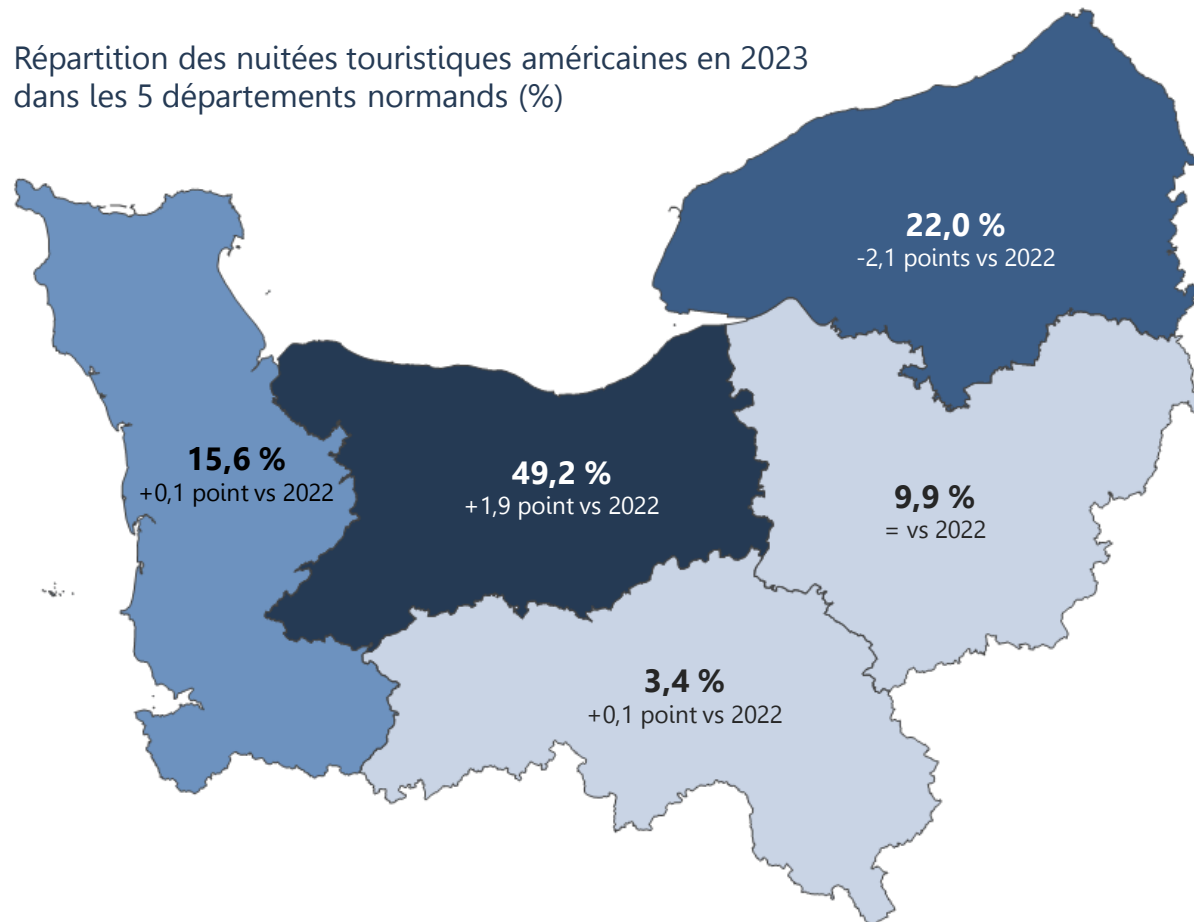 Répartition des nuitées touristiques américaines en 2023
dans les 5 départements normands (%)
22,0 %
-2,1 points vs 2022
15,6 %
+0,1 point vs 2022
49,2 %
+1,9 point vs 2022
9,9 %
= vs 2022
3,4 %
+0,1 point vs 2022